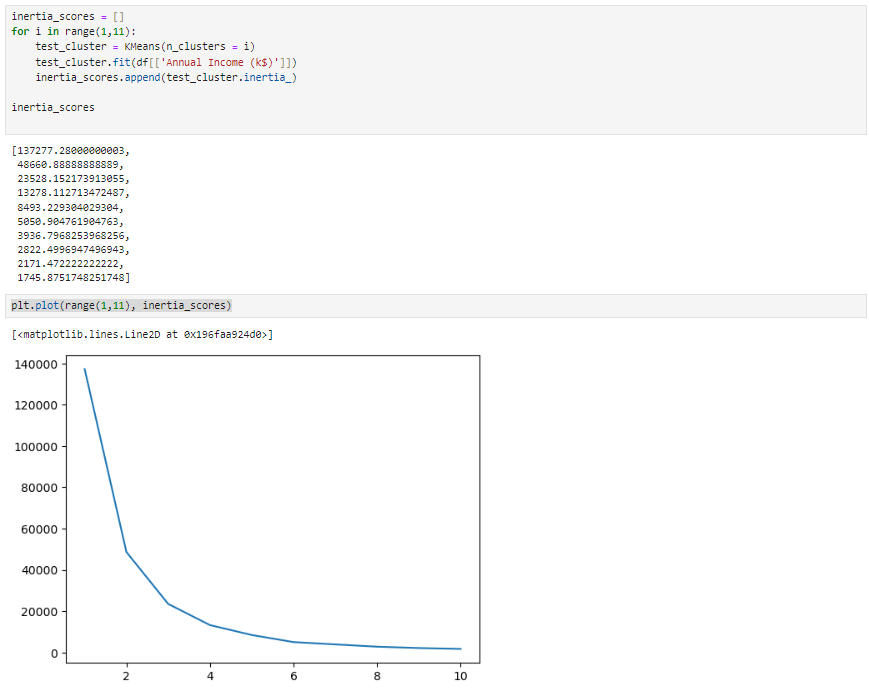 inertia_scores = []
for i in range(1,11):
    test_cluster = KMeans(n_clusters = i)
    test_cluster.fit(df[['Annual Income (k$)']])
    inertia_scores.append(test_cluster.inertia_)
inertia_scores
[137277.28000000003,
 48660.88888888889,
 23528.152173913055,
 13278.112713472487,
 8493.229304029304,
 5050.904761904763,
 3936.7968253968256,
 2822.4996947496943,
 2171.472222222222,
 1745.8751748251748]
plt.plot(range(1,11), inertia_scores)
[<matplotlib.lines.Line2D at 0x196faa924d0>]
140000
120000
100000
80000
60000
40000
20000
0
2 4 6 8 10